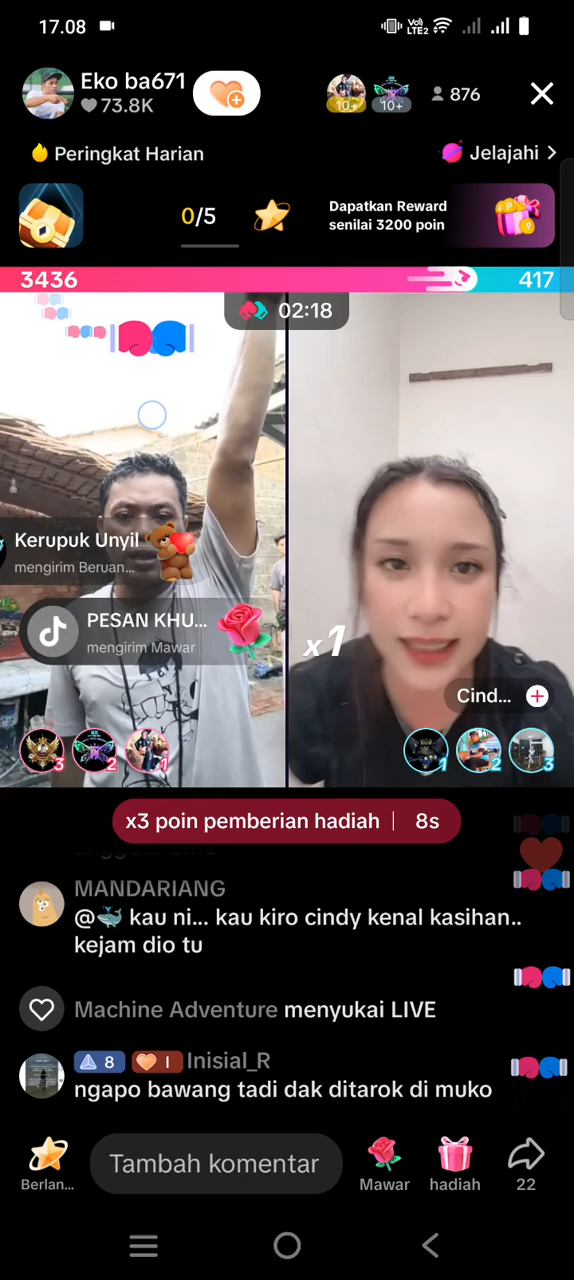 17.08
Vo)
LTE2
Eko ba671
73.8K
10+
10+
876
Peringkat Harian
Jelajahi
0/5
Dapatkan Reward
senilai 3200 poin
3436
417
02:18
Kerupuk Unyil
mengirim Beruan...
PESAN KHU...
mengirim Mawar
x1
Cind...
3
2
1
1
2
3
x3 poin pemberian hadiah
8s
MANDARIANG
@🐳 kau ni... kau kiro cindy kenal kasihan..
kejam dio tu
Machine Adventure menyukai LIVE
8
I
Inisial_R
ngapo bawang tadi dak ditarok di muko
Tambah komentar
Berlan...
Mawar
hadiah
22